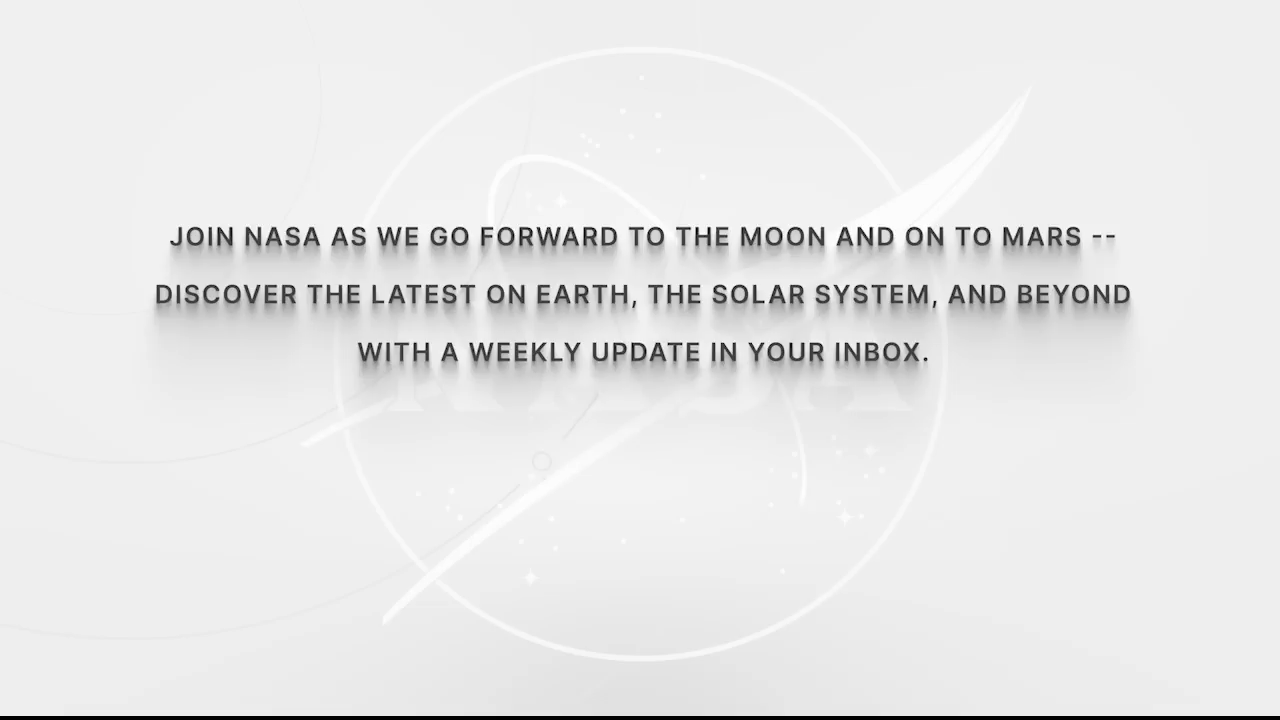 JOIN NASA AS WE GO FORWARD TO THE MOON AND ON TO MARS --
DISCOVER THE LATEST ON EARTH, THE SOLAR SYSTEM, AND BEYOND
WITH A WEEKLY UPDATE IN YOUR INBOX.
NASA